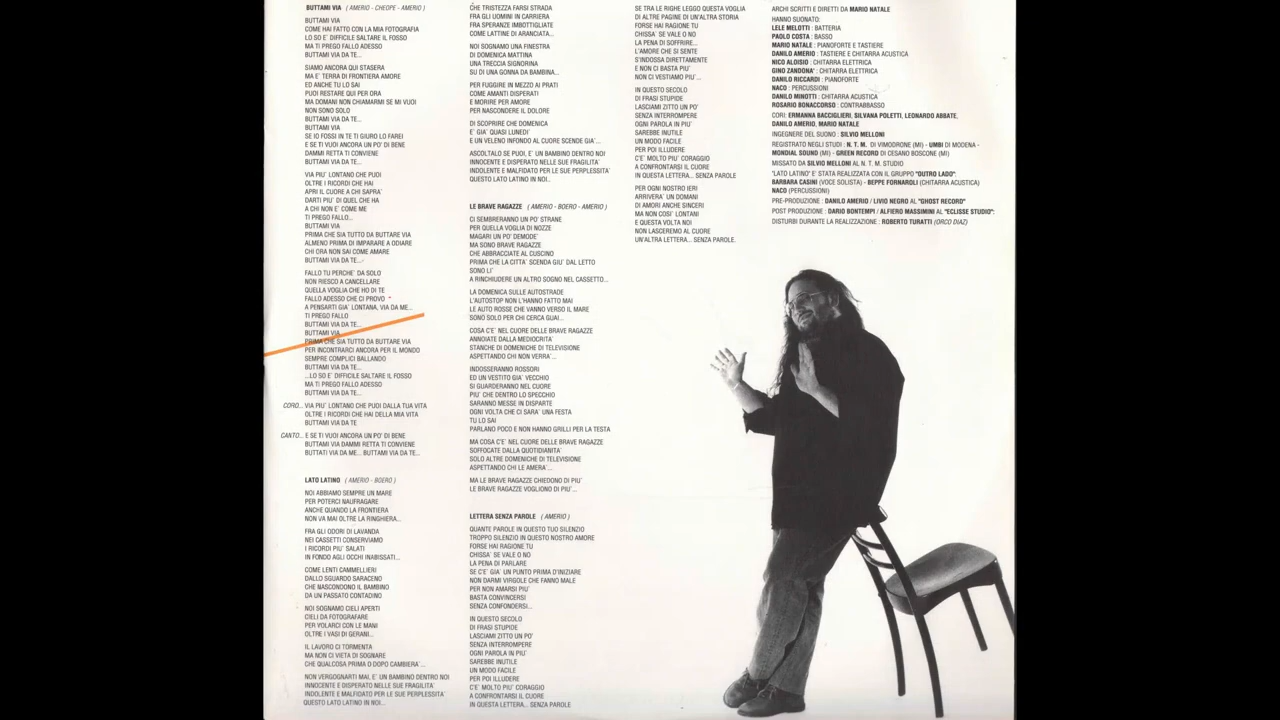 BUTTAMI VIA (AMERIO - CHEOPE - AMERIO)
BUTTAMI VIA
COME HAI FATTO CON LA MIA FOTOGRAFIA
LO SO E' DIFFICILE SALTARE IL FOSSO
MA TI PREGO FALLO ADESSO
BUTTAMI VIA DA TE...
SIAMO ANCORA QUI STASERA
MA E' TERRA DI FRONTIERA AMORE
ED ANCHE TU LO SAI
PUOI RESTARE QUI PER ORA
MA DOMANI NON CHIAMARMI SE MI VUOI
NON SONO SOLO
BUTTAMI VIA DA TE...
BUTTAMI VIA
SE IO FOSSI IN TE TI GIURO LO FAREI
E SE TI VUOI ANCORA UN PO' DI BENE
DAMMI RETTA TI CONVIENE
BUTTAMI VIA DA TE...
VIA PIU' LONTANO CHE PUOI
OLTRE I RICORDI CHE HAI
APRI IL CUORE A CHI SAPRA'
DARTI PIU' DI QUEL CHE HA
A CHI NON E' COME ME
TI PREGO FALLO...
BUTTAMI VIA
PRIMA CHE SIA TUTTO DA BUTTARE VIA
ALMENO PRIMA DI IMPARARE A ODIARE
CHI ORA NON SAI COME AMARE
BUTTAMI VIA DA TE...
FALLO TU PERCHE' DA SOLO
NON RIESCO A CANCELLARE
QUELLA VOGLIA CHE HO DI TE
FALLO ADESSO CHE CI PROVO
A PENSARTI GIA' LONTANA, VIA DA ME...
TI PREGO FALLO
BUTTAMI VIA DA TE...
BUTTAMI VIA
PRIMA CHE SIA TUTTO DA BUTTARE VIA
PER INCONTRARCI ANCORA PER IL MONDO
SEMPRE COMPLICI BALLANDO
BUTTAMI VIA DA TE...
...LO SO E' DIFFICILE SALTARE IL FOSSO
MA TI PREGO FALLO ADESSO
BUTTAMI VIA DA TE...
CORO... VIA PIU' LONTANO CHE PUOI DALLA TUA VITA
OLTRE I RICORDI CHE HAI DELLA MIA VITA
BUTTAMI VIA DA TE
CANTO... E SE TI VUOI ANCORA UN PO' DI BENE
BUTTAMI VIA DAMMI RETTA TI CONVIENE
BUTTATI VIA DA ME... BUTTAMI VIA DA TE...
LATO LATINO (AMERIO - BOERO)
NOI ABBIAMO SEMPRE UN MARE
PER POTERCI NAUFRAGARE
ANCHE QUANDO LA FRONTIERA
NON VA MAI OLTRE LA RINGHIERA...
FRA GLI ODORI DI LAVANDA
NEI CASSETTI CONSERVIAMO
I RICORDI PIU' SALATI
IN FONDO AGLI OCCHI INABISSATI...
COME LENTI CAMMELLIERI
DALLO SGUARDO SARACENO
CHE NASCONDONO IL BAMBINO
DA UN PASSATO CONTADINO
NOI SOGNAMO CIELI APERTI
CIELI DA FOTOGRAFARE
PER VOLARCI CON LE MANI
OLTRE I VASI DI GERANI...
IL LAVORO CI TORMENTA
MA NON CI VIETA DI SOGNARE
CHE QUALCOSA PRIMA O DOPO CAMBIERA'...
NON VERGOGNARTI MAI, E' UN BAMBINO DENTRO NOI
INNOCENTE E DISPERATO NELLE SUE FRAGILITA'
INDOLENTE E MALFIDATO PER LE SUE PERPLESSITA'
QUESTO LATO LATINO IN NOI...
CHE TRISTEZZA FARSI STRADA
FRA GLI UOMINI IN CARRIERA
FRA SPERANZE IMBOTTIGLIATE
COME LATTINE DI ARANCIATA...
NOI SOGNAMO UNA FINESTRA
DI DOMENICA MATTINA
UNA TRECCIA SIGNORINA
SU DI UNA GONNA DA BAMBINA...
PER FUGGIRE IN MEZZO AI PRATI
COME AMANTI DISPERATI
E MORIRE PER AMORE
PER NASCONDERE IL DOLORE
DI SCOPRIRE CHE DOMENICA
E' GIA' QUASI LUNEDI'
E UN VELENO INFONDO AL CUORE SCENDE GIA'...
ASCOLTALO SE PUOI, E' UN BAMBINO DENTRO NOI
INNOCENTE E DISPERATO NELLE SUE FRAGILITA'
INDOLENTE E MALFIDATO PER LE SUE PERPLESSITA'
QUESTO LATO LATINO IN NOI..
LE BRAVE RAGAZZE (AMERIO - BOERO - AMERIO)
CI SEMBRERANNO UN PO' STRANE
PER QUELLA VOGLIA DI NOZZE
MAGARI UN PO' DEMODE'
MA SONO BRAVE RAGAZZE
CHE ABBRACCIATE AL CUSCINO
PRIMA CHE LA CITTA' SCENDA GIU' DAL LETTO
SONO LI'
A RINCHIUDERE UN ALTRO SOGNO NEL CASSETTO...
LA DOMENICA SULLE AUTOSTRADE
L'AUTOSTOP NON L'HANNO FATTO MAI
LE AUTO ROSSE CHE VANNO VERSO IL MARE
SONO SOLO PER CHI CERCA GUAI...
COSA C'E' NEL CUORE DELLE BRAVE RAGAZZE
ANNOIATE DALLA MEDIOCRITA'
STANCHE DI DOMENICHE DI TELEVISIONE
ASPETTANDO CHI NON VERRA'...
INDOSSERANNO ROSSORI
ED UN VESTITO GIA' VECCHIO
SI GUARDERANNO NEL CUORE
PIU' CHE DENTRO LO SPECCHIO
SARANNO MESSE IN DISPARTE
OGNI VOLTA CHE CI SARA' UNA FESTA
TU LO SAI
PARLANO POCO E NON HANNO GRILLI PER LA TESTA
MA COSA C'E' NEL CUORE DELLE BRAVE RAGAZZE
SOFFOCATE DALLA QUOTIDIANITA'
SOLO ALTRE DOMENICHE DI TELEVISIONE
ASPETTANDO CHI LE AMERA'...
MA LE BRAVE RAGAZZE CHIEDONO DI PIU'
LE BRAVE RAGAZZE VOGLIONO DI PIU'...
LETTERA SENZA PAROLE (AMERIO)
QUANTE PAROLE IN QUESTO TUO SILENZIO
TROPPO SILENZIO IN QUESTO NOSTRO AMORE
FORSE HAI RAGIONE TU
CHISSA' SE VALE O NO
LA PENA DI PARLARE
SE C'E' GIA' UN PUNTO PRIMA D'INIZIARE
NON DARMI VIRGOLE CHE FANNO MALE
PER NON AMARSI PIU'
BASTA CONVINCERSI
SENZA CONFONDERSI...
IN QUESTO SECOLO
DI FRASI STUPIDE
LASCIAMI ZITTO UN PO'
SENZA INTERROMPERE
OGNI PAROLA IN PIU'
SAREBBE INUTILE
UN MODO FACILE
PER POI ILLUDERE
C'E' MOLTO PIU' CORAGGIO
A CONFRONTARSI IL CUORE
IN QUESTA LETTERA... SENZA PAROLE
SE TRA LE RIGHE LEGGO QUESTA VOGLIA
DI ALTRE PAGINE DI UN'ALTRA STORIA
FORSE HAI RAGIONE TU
CHISSA' SE VALE O NO
LA PENA DI SOFFRIRE...
L'AMORE CHE SI SENTE
S'INDOSSA DIRETTAMENTE
E NON CI BASTA PIU'
NON CI VESTIAMO PIU'...
IN QUESTO SECOLO
DI FRASI STUPIDE
LASCIAMI ZITTO UN PO'
SENZA INTERROMPERE
OGNI PAROLA IN PIU'
SAREBBE INUTILE
UN MODO FACILE
PER POI ILLUDERE
C'E' MOLTO PIU' CORAGGIO
A CONFRONTARSI IL CUORE
IN QUESTA LETTERA... SENZA PAROLE
PER OGNI NOSTRO IERI
ARRIVERA' UN DOMANI
DI AMORI ANCHE SINCERI
MA NON COSI' LONTANI
E QUESTA VOLTA NOI
NON LASCEREMO AL CUORE
UN'ALTRA LETTERA... SENZA PAROLE.
ARCHI SCRITTI E DIRETTI DA MARIO NATALE
HANNO SUONATO:
LELE MELOTTI : BATTERIA
PAOLO COSTA : BASSO
MARIO NATALE : PIANOFORTE E TASTIERE
DANILO AMERIO : TASTIERE E CHITARRA ACUSTICA
NICO ALOISIO : CHITARRA ELETTRICA
GINO ZANDONA' : CHITARRA ELETTRICA
DANILO RICCARDI : PIANOFORTE
NACO : PERCUSSIONI
DANILO MINOTTI : CHITARRA ACUSTICA
ROSARIO BONACCORSO : CONTRABBASSO
CORI: ERMANNA BACCIGLIERI, SILVANA POLETTI, LEONARDO ABBATE,
DANILO AMERIO, MARIO NATALE
INGEGNERE DEL SUONO : SILVIO MELLONI
REGISTRATO NEGLI STUDI : N. T. M. DI VIMODRONE (MI) - UMBI DI MODENA -
MONDIAL SOUND (MI) - GREEN RECORD DI CESANO BOSCONE (MI)
MISSATO DA SILVIO MELLONI AL N. T. M. STUDIO
"LATO LATINO" E' STATA REALIZZATA CON IL GRUPPO "OUTRO LADO":
BARBARA CASINI (VOCE SOLISTA) - BEPPE FORNAROLI (CHITARRA ACUSTICA)
NACO (PERCUSSIONI)
PRE-PRODUZIONE : DANILO AMERIO / LIVIO NEGRO AL "GHOST RECORD"
POST PRODUZIONE : DARIO BONTEMPI / ALFIERO MASSIMINI AL "ECLISSE STUDIO":
DISTURBI DURANTE LA REALIZZAZIONE : ROBERTO TURATTI (ORCO DIAZ)